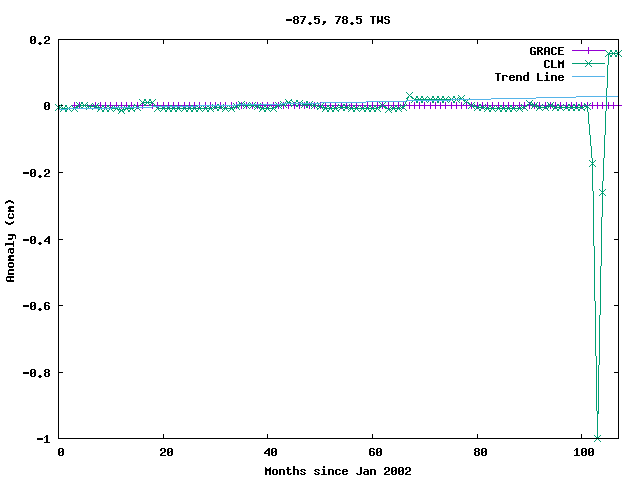 -87.5, 78.5 TWS
GRACE
CLM
Trend Line
0.2
0
-0.2
-0.4
-0.6
-0.8
-1
Anomaly (cm)
0 20 40 60 80 100
Months since Jan 2002